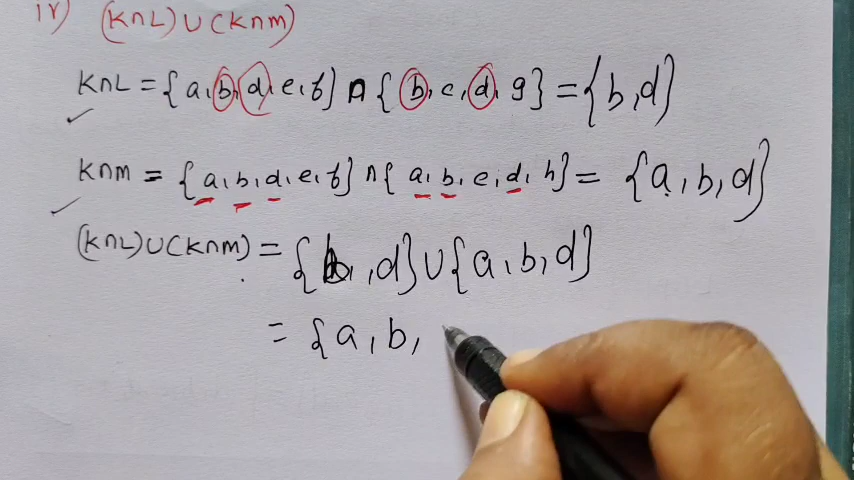 iv) (K∩L)∪(K∩M)
K∩L = {a, b, d, e, f} ∩ {b, c, d, g} = {b, d}
K∩M = {a, b, d, e, f} ∩ {a, b, c, d, h} = {a, b, d}
(K∩L)∪(K∩M) = {b, d} ∪ {a, b, d}
= {a, b,